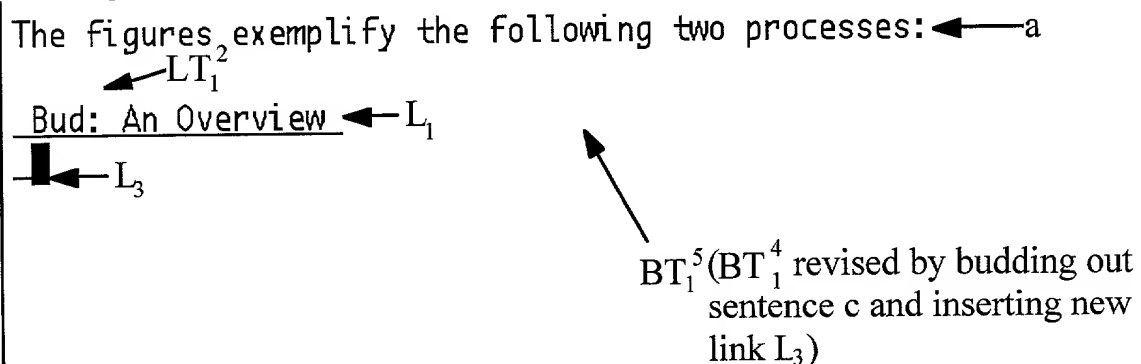 The figures exemplify the following two processes: a
LT₁²
Bud: An Overview L₁
L₃
BT₁⁵ (BT₁⁴ revised by budding out
sentence c and inserting new
link L₃)